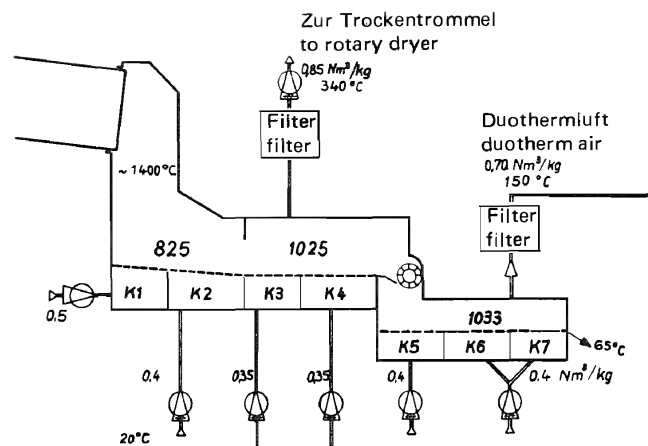 Zur Trockentrommel
to rotary dryer
0,85 Nm³/kg
340°C
Filter
filter
Duothermluft
duotherm air
0,70 Nm³/kg
150 °C
Filter
filter
~1400°C
825
1025
K1
K2
K3
K4
0.5
1033
K5
K6
K7
65°C
0,4
0,35
0,35
0.4
0.4 Nm³/kg
20°C